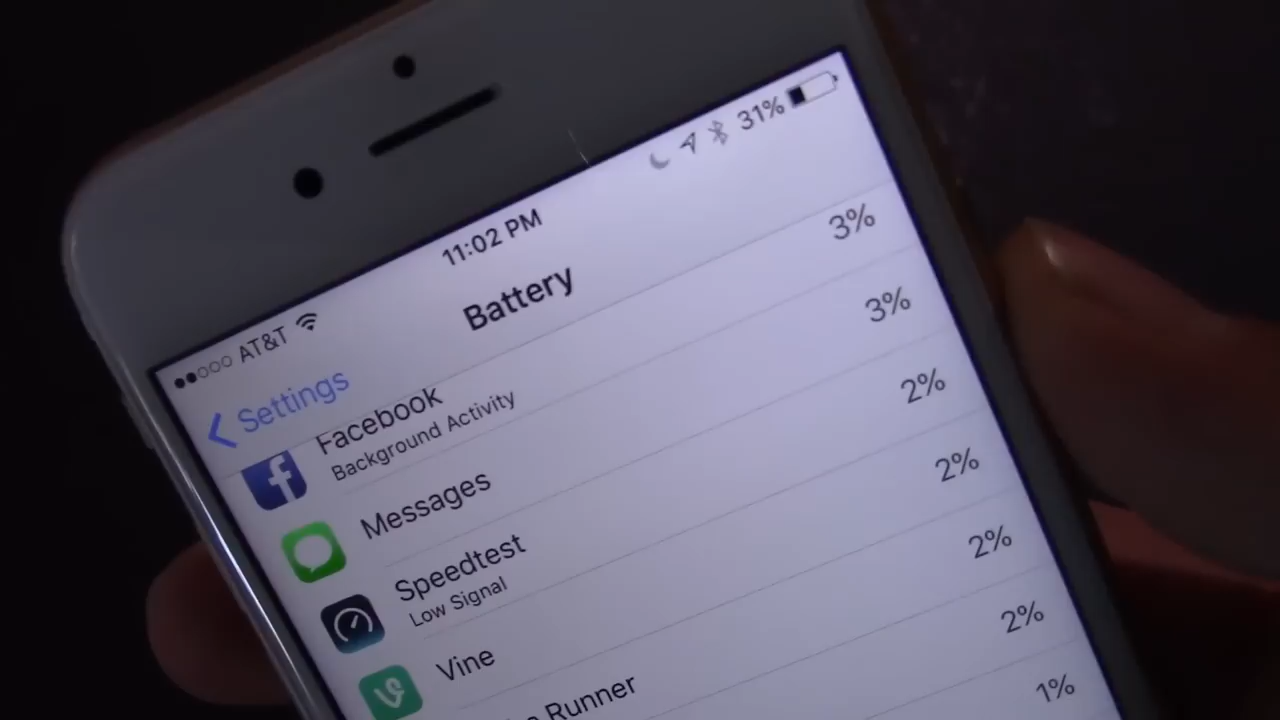 ●●○○○ AT&T 11:02 PM 31%
Settings Battery
Facebook 3%
Background Activity
Messages 3%
Speedtest 2%
Low Signal
Vine 2%
Runner 2%
2%
1%